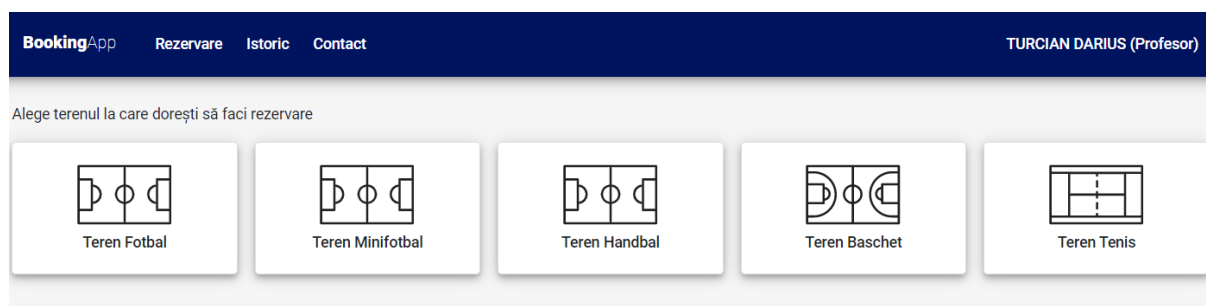 BookingApp Rezervare Istoric Contact TURCIAN DARIUS (Profesor)
Alege terenul la care dorești să faci rezervare
Teren Fotbal Teren Minifotbal Teren Handbal Teren Baschet Teren Tenis